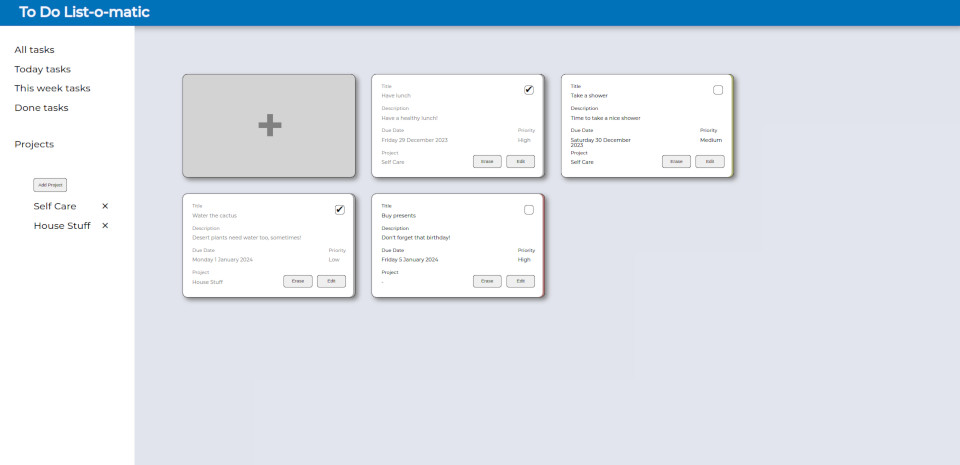 To Do List-o-matic
All tasks
Today tasks
This week tasks
Done tasks
Projects
Add Project
Self Care ×
House Stuff ×
Title
Have lunch
Description
Have a healthy lunch!
Due Date Priority
Friday 29 December 2023 High
Project
Self Care Erase Edit
Title
Take a shower
Description
Time to take a nice shower
Due Date Priority
Saturday 30 December Medium
2023
Project
Self Care Erase Edit
Title
Water the cactus
Description
Desert plants need water too, sometimes!
Due Date Priority
Monday 1 January 2024 Low
Project
House Stuff Erase Edit
Title
Buy presents
Description
Don't forget that birthday!
Due Date Priority
Friday 5 January 2024 High
Project
- Erase Edit